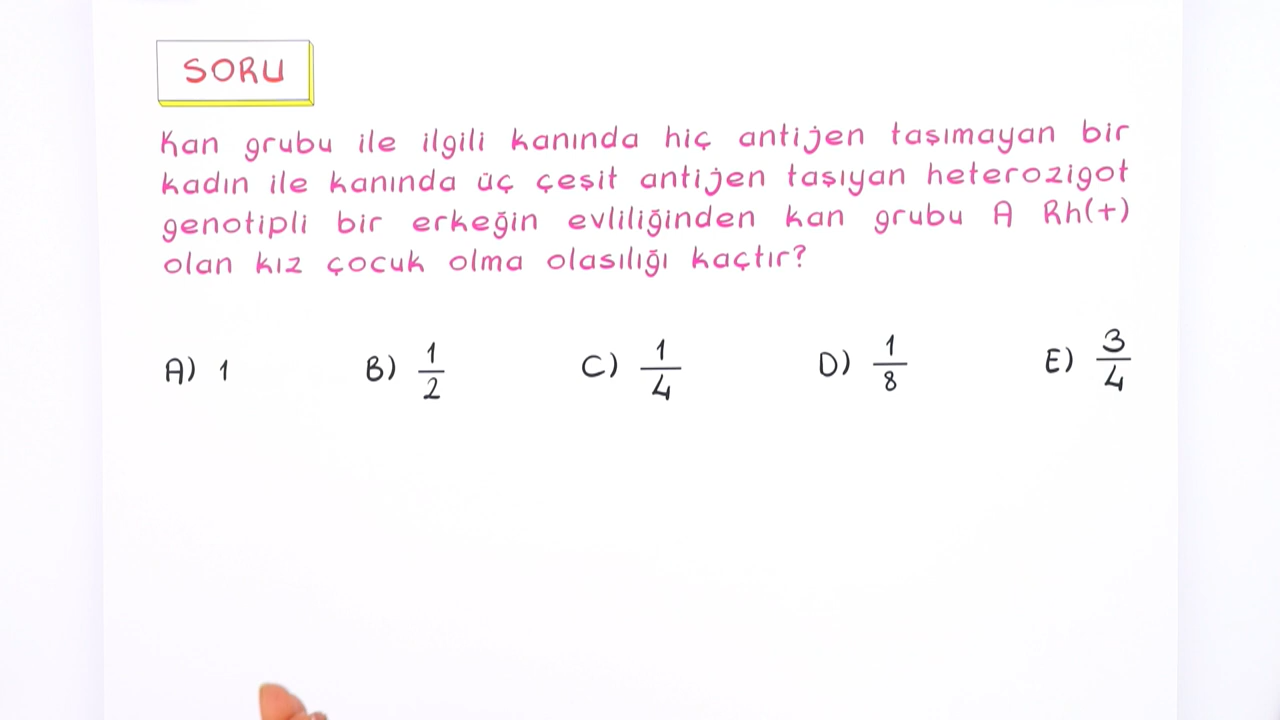 SORU
Kan grubu ile ilgili kanında hiç antijen taşımayan bir
kadın ile kanında üç çeşit antijen taşıyan heterozigot
genotipli bir erkeğin evliliğinden kan grubu A Rh(+)
olan kız çocuk olma olasılığı kaçtır?
A) 1 B) 1/2 C) 1/4 D) 1/8 E) 3/4